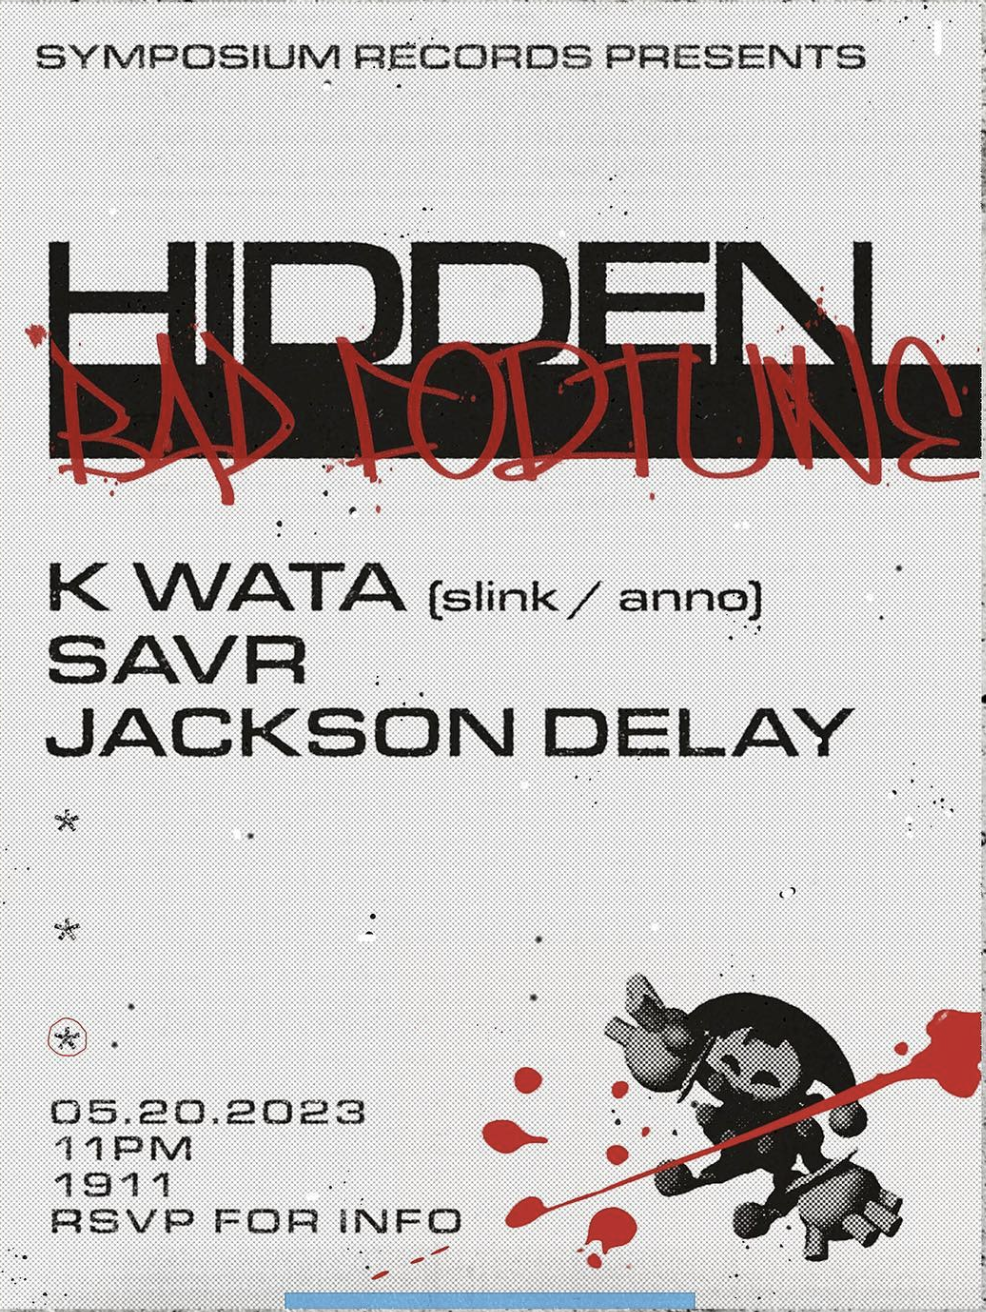 SYMPOSIUM RECORDS PRESENTS
HIDDEN
BAD FORTUNE
K WATA (slink / anno)
SAVR
JACKSON DELAY
*
*
*
05.20.2023
11PM
1911
RSVP FOR INFO